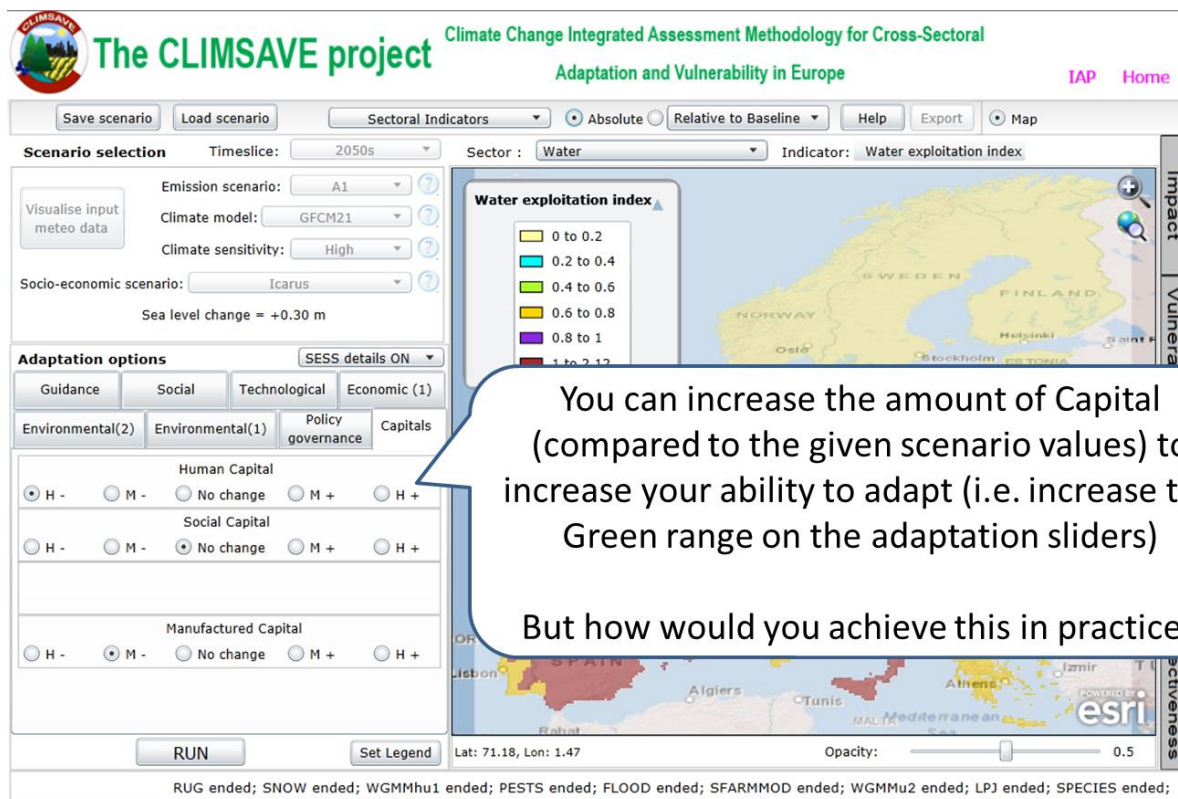 CLIMSAVE
The CLIMSAVE project
Climate Change Integrated Assessment Methodology for Cross-Sectoral
Adaptation and Vulnerability in Europe
IAP Home
Save scenario Load scenario Sectoral Indicators Absolute Relative to Baseline Help Export Map
Scenario selection Timeslice: 2050s
Sector : Water Indicator: Water exploitation index
Visualise input
meteo data
Emission scenario: A1 ?
Climate model: GFCM21 ?
Climate sensitivity: High ?
Socio-economic scenario: Icarus ?
Sea level change = +0.30 m
Adaptation options SESS details ON
Guidance Social Technological Economic (1)
Environmental(2) Environmental(1) Policy
governance Capitals
Human Capital
H - M - No change M + H +
Social Capital
H - M - No change M + H +
Manufactured Capital
H - M - No change M + H +
RUN Set Legend
Water exploitation index
0 to 0.2
0.2 to 0.4
0.4 to 0.6
0.6 to 0.8
0.8 to 1
1 to 2.12
SWEDEN
FINLAND
NORWAY
Helsinki
Oslo
Stockholm
ESTONIA
Impact
You can increase the amount of Capital
(compared to the given scenario values) to
increase your ability to adapt (i.e. increase t
Green range on the adaptation sliders)
But how would you achieve this in practice
Lisbon
SPAIN
Algiers
Tunis
Athens
Izmir
MALTA
Mediterranean
Sea
Rabat
POWERED BY
esri
ectiveness
Lat: 71.18, Lon: 1.47 Opacity: 0.5
RUG ended; SNOW ended; WGMMhu1 ended; PESTS ended; FLOOD ended; SFARMMOD ended; WGMMu2 ended; LPJ ended; SPECIES ended;